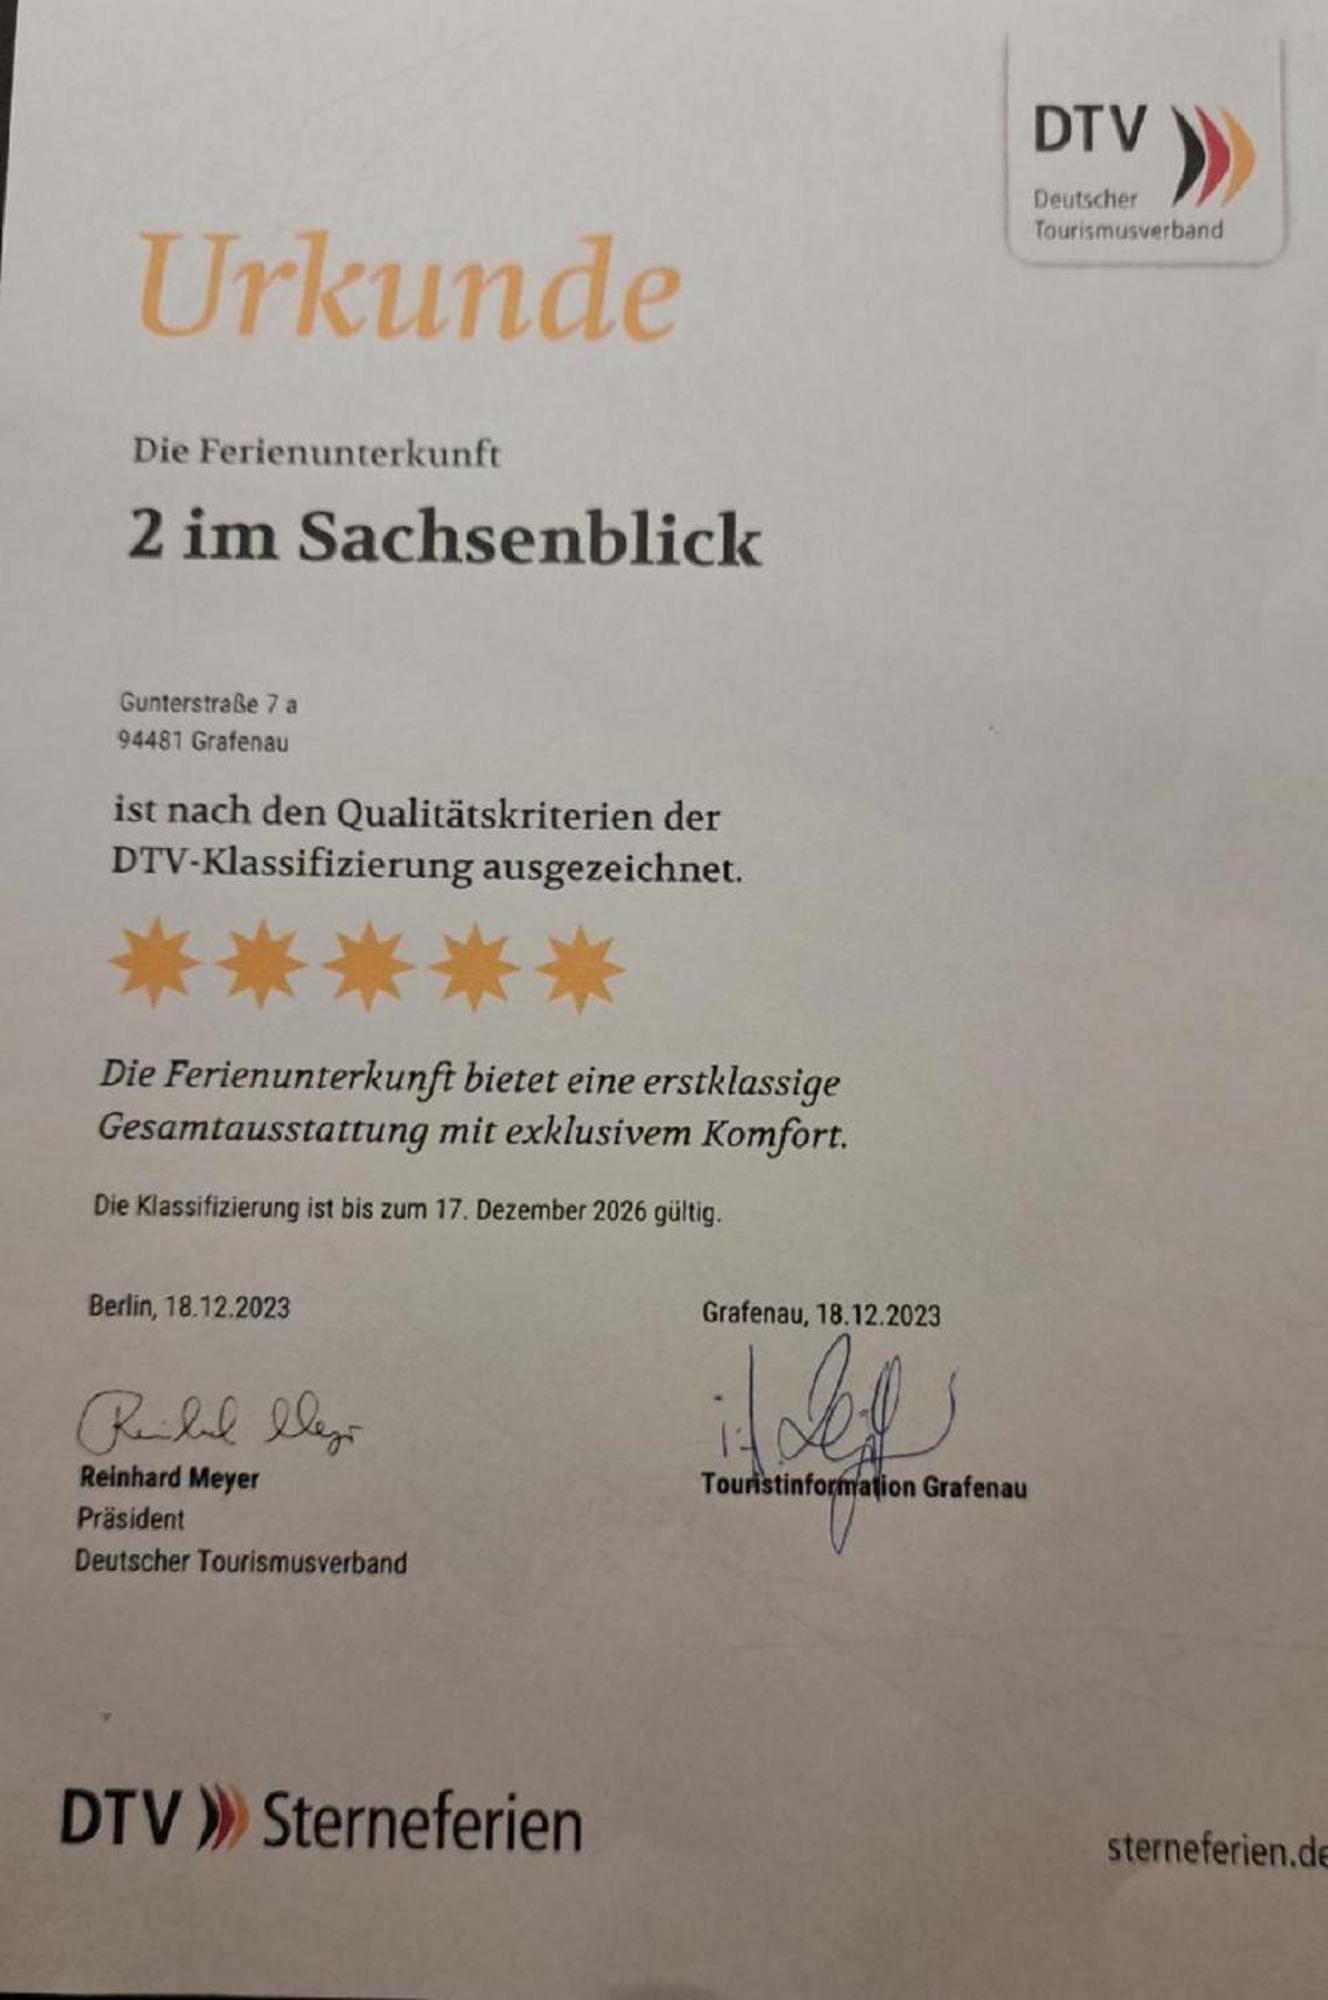 DTV
Deutscher
Tourismusverband
Urkunde
Die Ferienunterkunft
2 im Sachsenblick
Gunterstraße 7 a
94481 Grafenau
ist nach den Qualitätskriterien der
DTV-Klassifizierung ausgezeichnet.
Die Ferienunterkunft bietet eine erstklassige
Gesamtausstattung mit exklusivem Komfort.
Die Klassifizierung ist bis zum 17. Dezember 2026 gültig.
Berlin, 18.12.2023
Grafenau, 18.12.2023
Reinhard Meyer
Reinhard Meyer
Präsident
Deutscher Tourismusverband
Touristinformation Grafenau
DTV Sterneferien
sterneferien.de